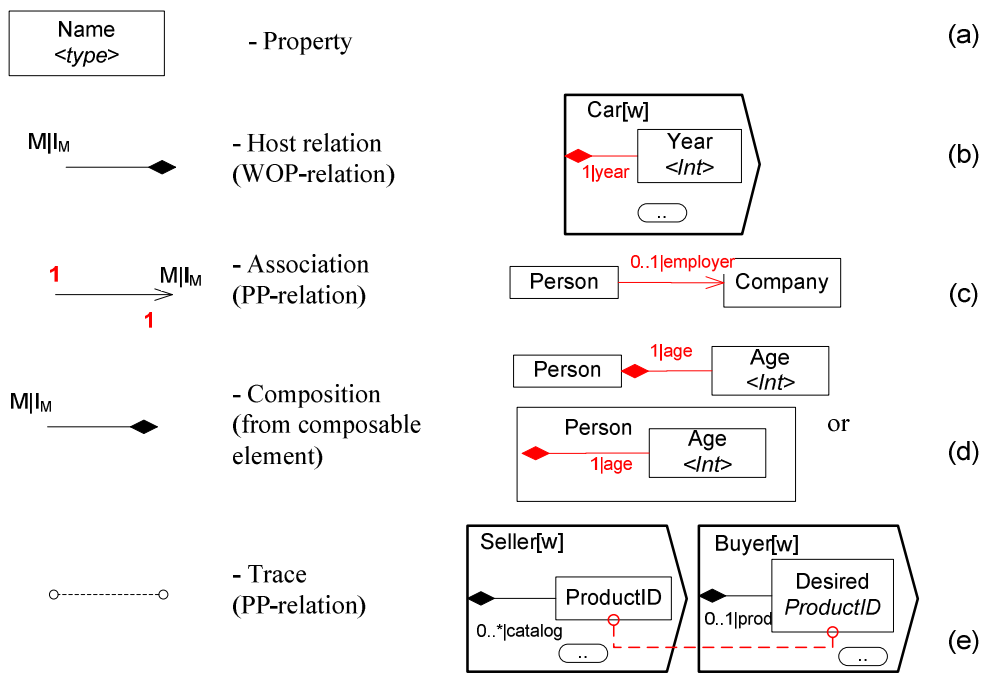 Name
<type>
- Property
(a)
M|I_M
- Host relation
(WOP-relation)
Car[w]
Year
<Int>
1|year
..
(b)
1
M|I_M
1
- Association
(PP-relation)
Person
0..1|employer
Company
(c)
M|I_M
- Composition
(from composable
element)
Person
1|age
Age
<Int>
or
Person
Age
<Int>
1|age
(d)
- Trace
(PP-relation)
Seller[w]
ProductID
0..*|catalog
..
Buyer[w]
Desired
ProductID
0..1|prod
..
(e)